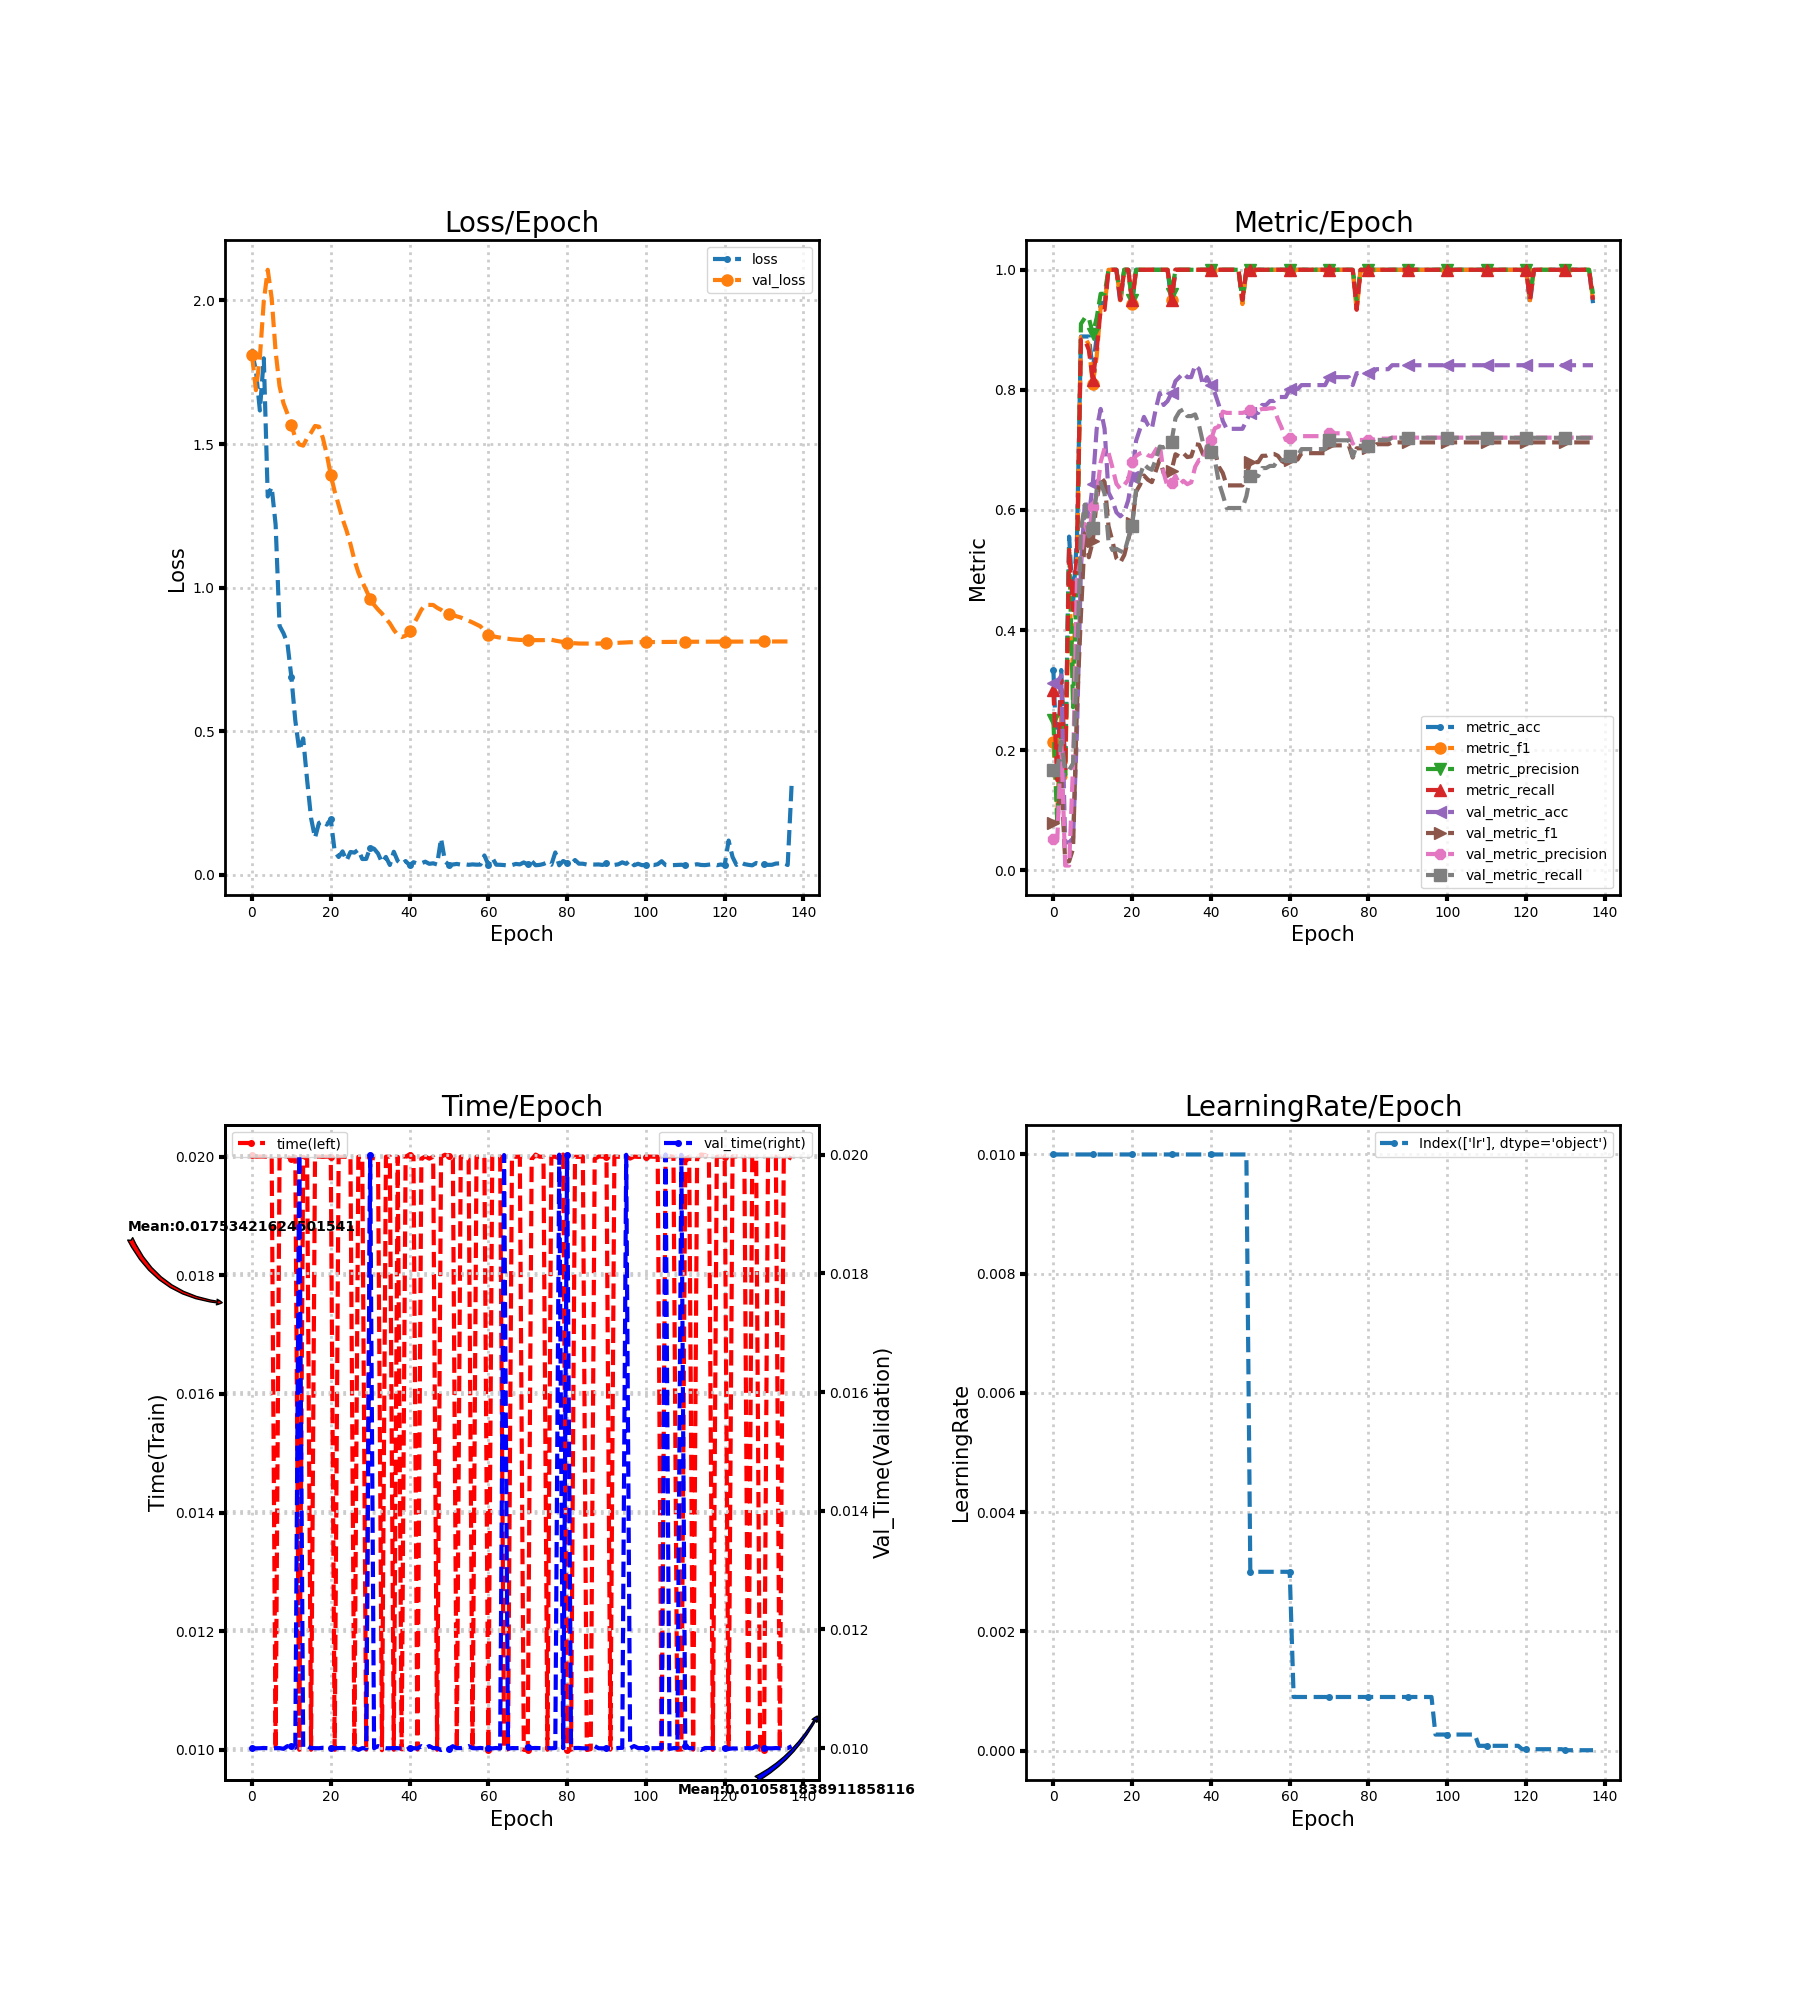 Loss/Epoch
loss
val_loss
2.0
1.5
1.0
0.5
0.0
Loss
0 20 40 60 80 100 120 140
Epoch
Metric/Epoch
1.0
0.8
0.6
0.4
0.2
0.0
Metric
metric_acc
metric_f1
metric_precision
metric_recall
val_metric_acc
val_metric_f1
val_metric_precision
val_metric_recall
0 20 40 60 80 100 120 140
Epoch
Time/Epoch
time(left)
val_time(right)
0.020
0.018
0.016
0.014
0.012
0.010
Time(Train)
Mean:0.01753421624501541
0.020
0.018
0.016
0.014
0.012
0.010
Val_Time(Validation)
Mean:0.010581838911858116
0 20 40 60 80 100 120 140
Epoch
LearningRate/Epoch
Index(['lr'], dtype='object')
0.010
0.008
0.006
0.004
0.002
0.000
LearningRate
0 20 40 60 80 100 120 140
Epoch